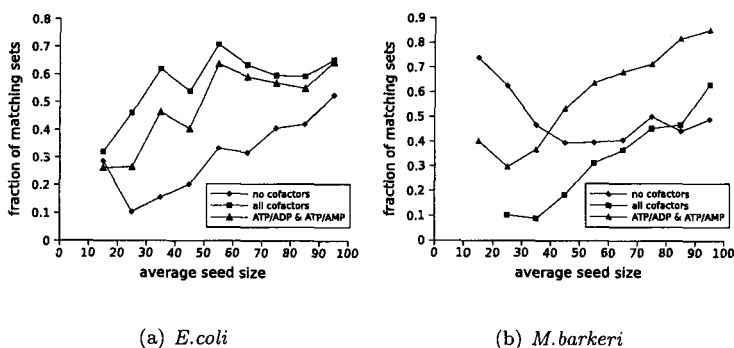 fraction of matching sets
0.8
0.7
0.6
0.5
0.4
0.3
0.2
0.1
0
no cofactors
all cofactors
ATP/ADP & ATP/AMP
0 10 20 30 40 50 60 70 80 90 100
average seed size
(a) E.coli
fraction of matching sets
0.9
0.8
0.7
0.6
0.5
0.4
0.3
0.2
0.1
0
no cofactors
all cofactors
ATP/ADP & ATP/AMP
0 10 20 30 40 50 60 70 80 90 100
average seed size
(b) M.barkeri